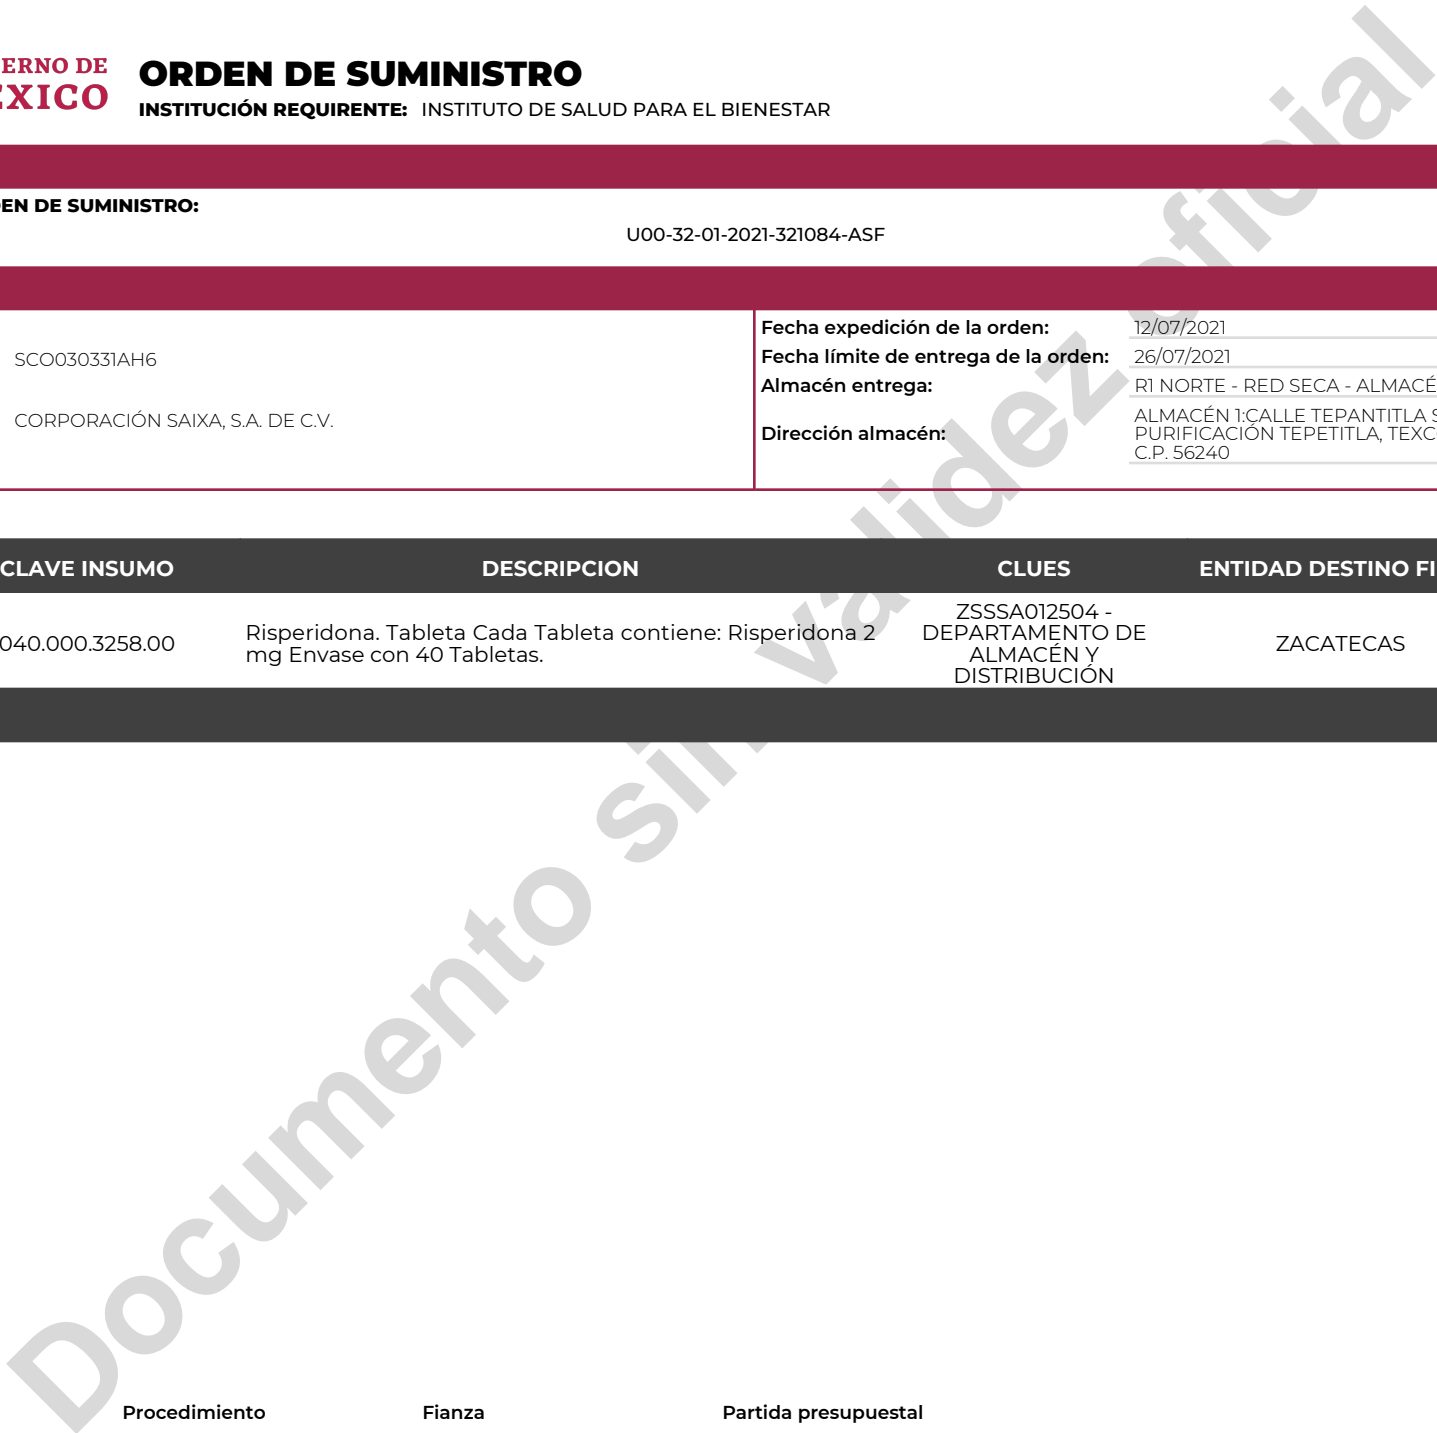 ERNO DE
ÉXICO
ORDEN DE SUMINISTRO
INSTITUCIÓN REQUIRENTE: INSTITUTO DE SALUD PARA EL BIENESTAR
EN DE SUMINISTRO:
U00-32-01-2021-321084-ASF
SCO030331AH6
CORPORACIÓN SAIXA, S.A. DE C.V.
Fecha expedición de la orden: 12/07/2021
Fecha límite de entrega de la orden: 26/07/2021
Almacén entrega: R1 NORTE - RED SECA - ALMACÉ
Dirección almacén: ALMACÉN 1:CALLE TEPANTITLA S
PURIFICACIÓN TEPETITLA, TEXC
C.P. 56240
CLAVE INSUMO DESCRIPCION CLUES ENTIDAD DESTINO FI
040.000.3258.00
Risperidona. Tableta Cada Tableta contiene: Risperidona 2
mg Envase con 40 Tabletas.
ZSSSA012504 -
DEPARTAMENTO DE
ALMACÉN Y
DISTRIBUCIÓN
ZACATECAS
Documento sin validez oficial
Procedimiento Fianza Partida presupuestal